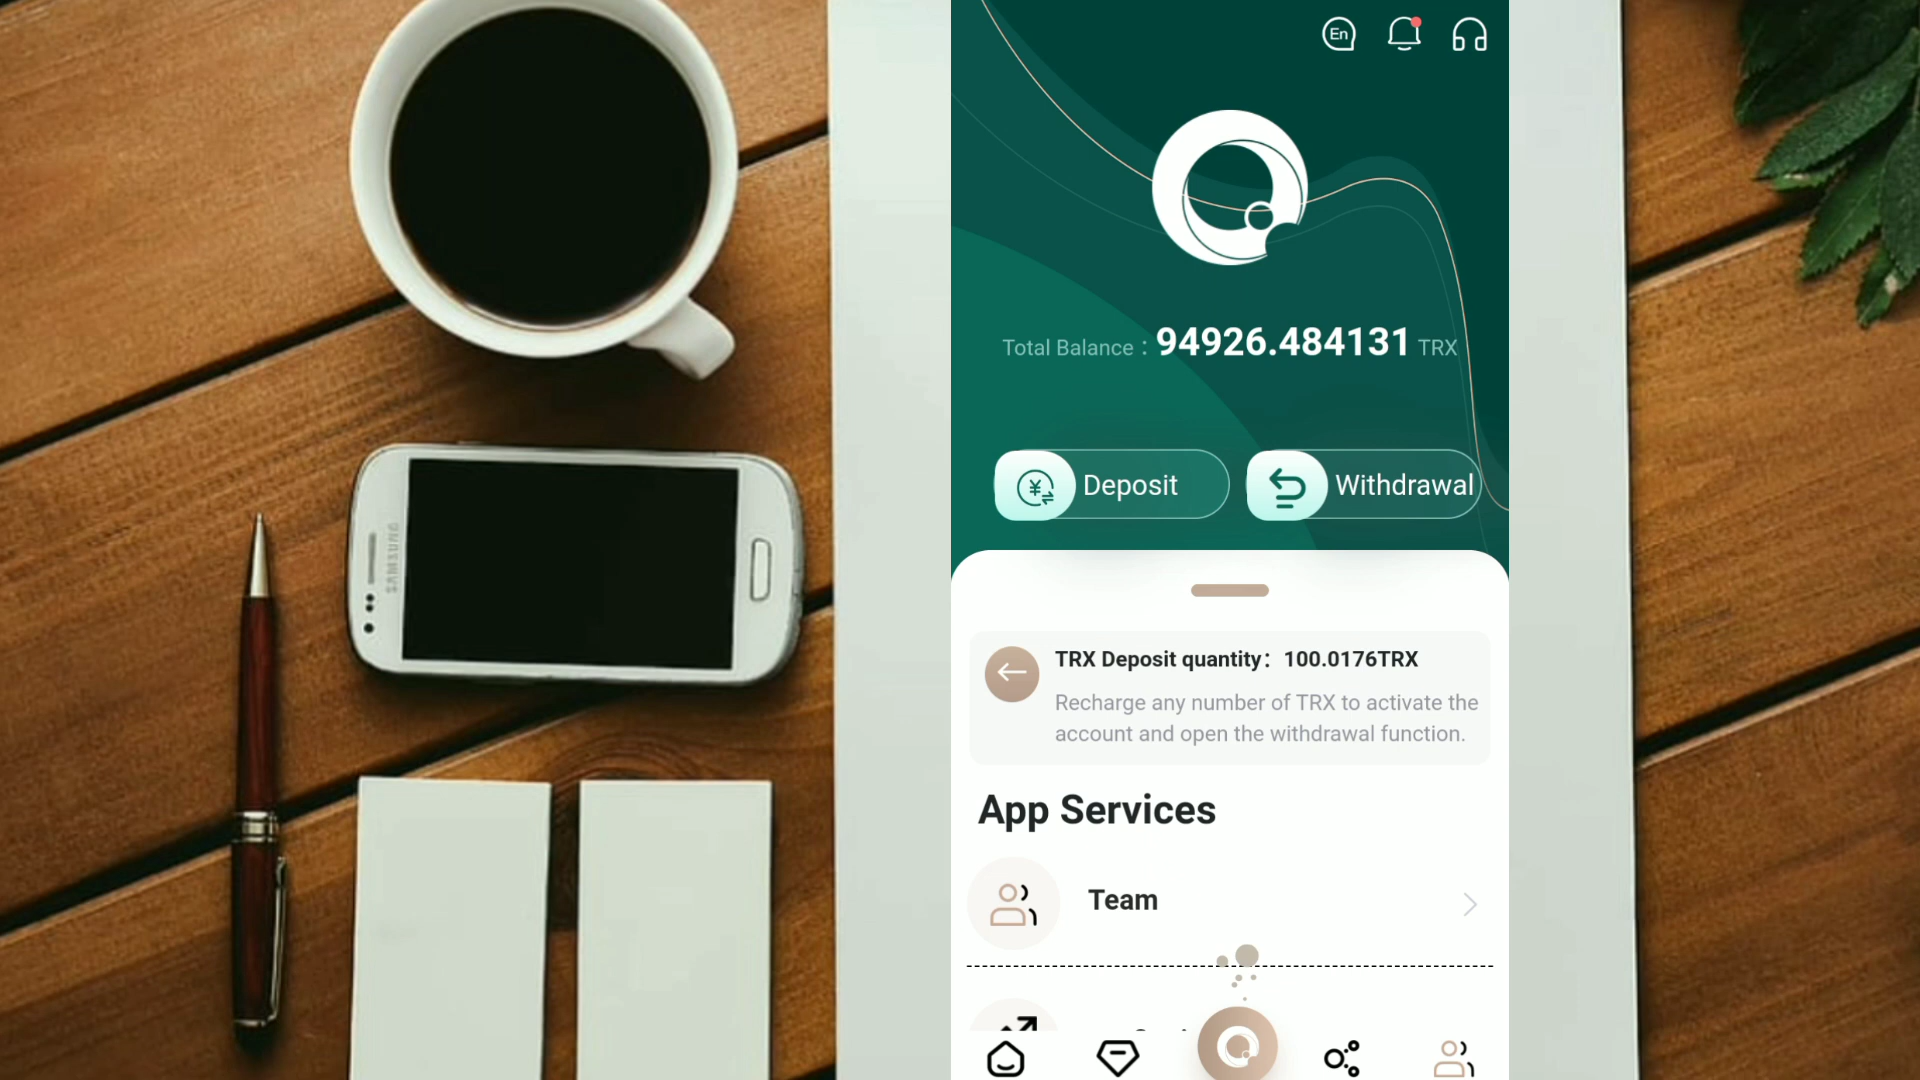 En
Total Balance : 94926.484131 TRX
Deposit
Withdrawal
TRX Deposit quantity: 100.0176TRX
Recharge any number of TRX to activate the
account and open the withdrawal function.
App Services
Team
SAMSUNG